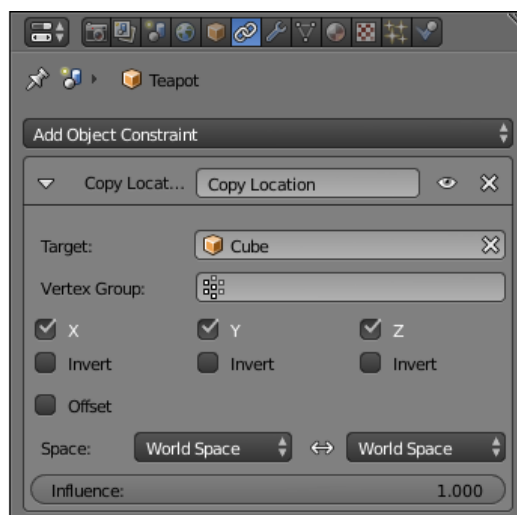 Teapot
Add Object Constraint
Copy Locat... Copy Location
Target: Cube
Vertex Group:
X Y Z
Invert Invert Invert
Offset
Space: World Space World Space
Influence: 1.000